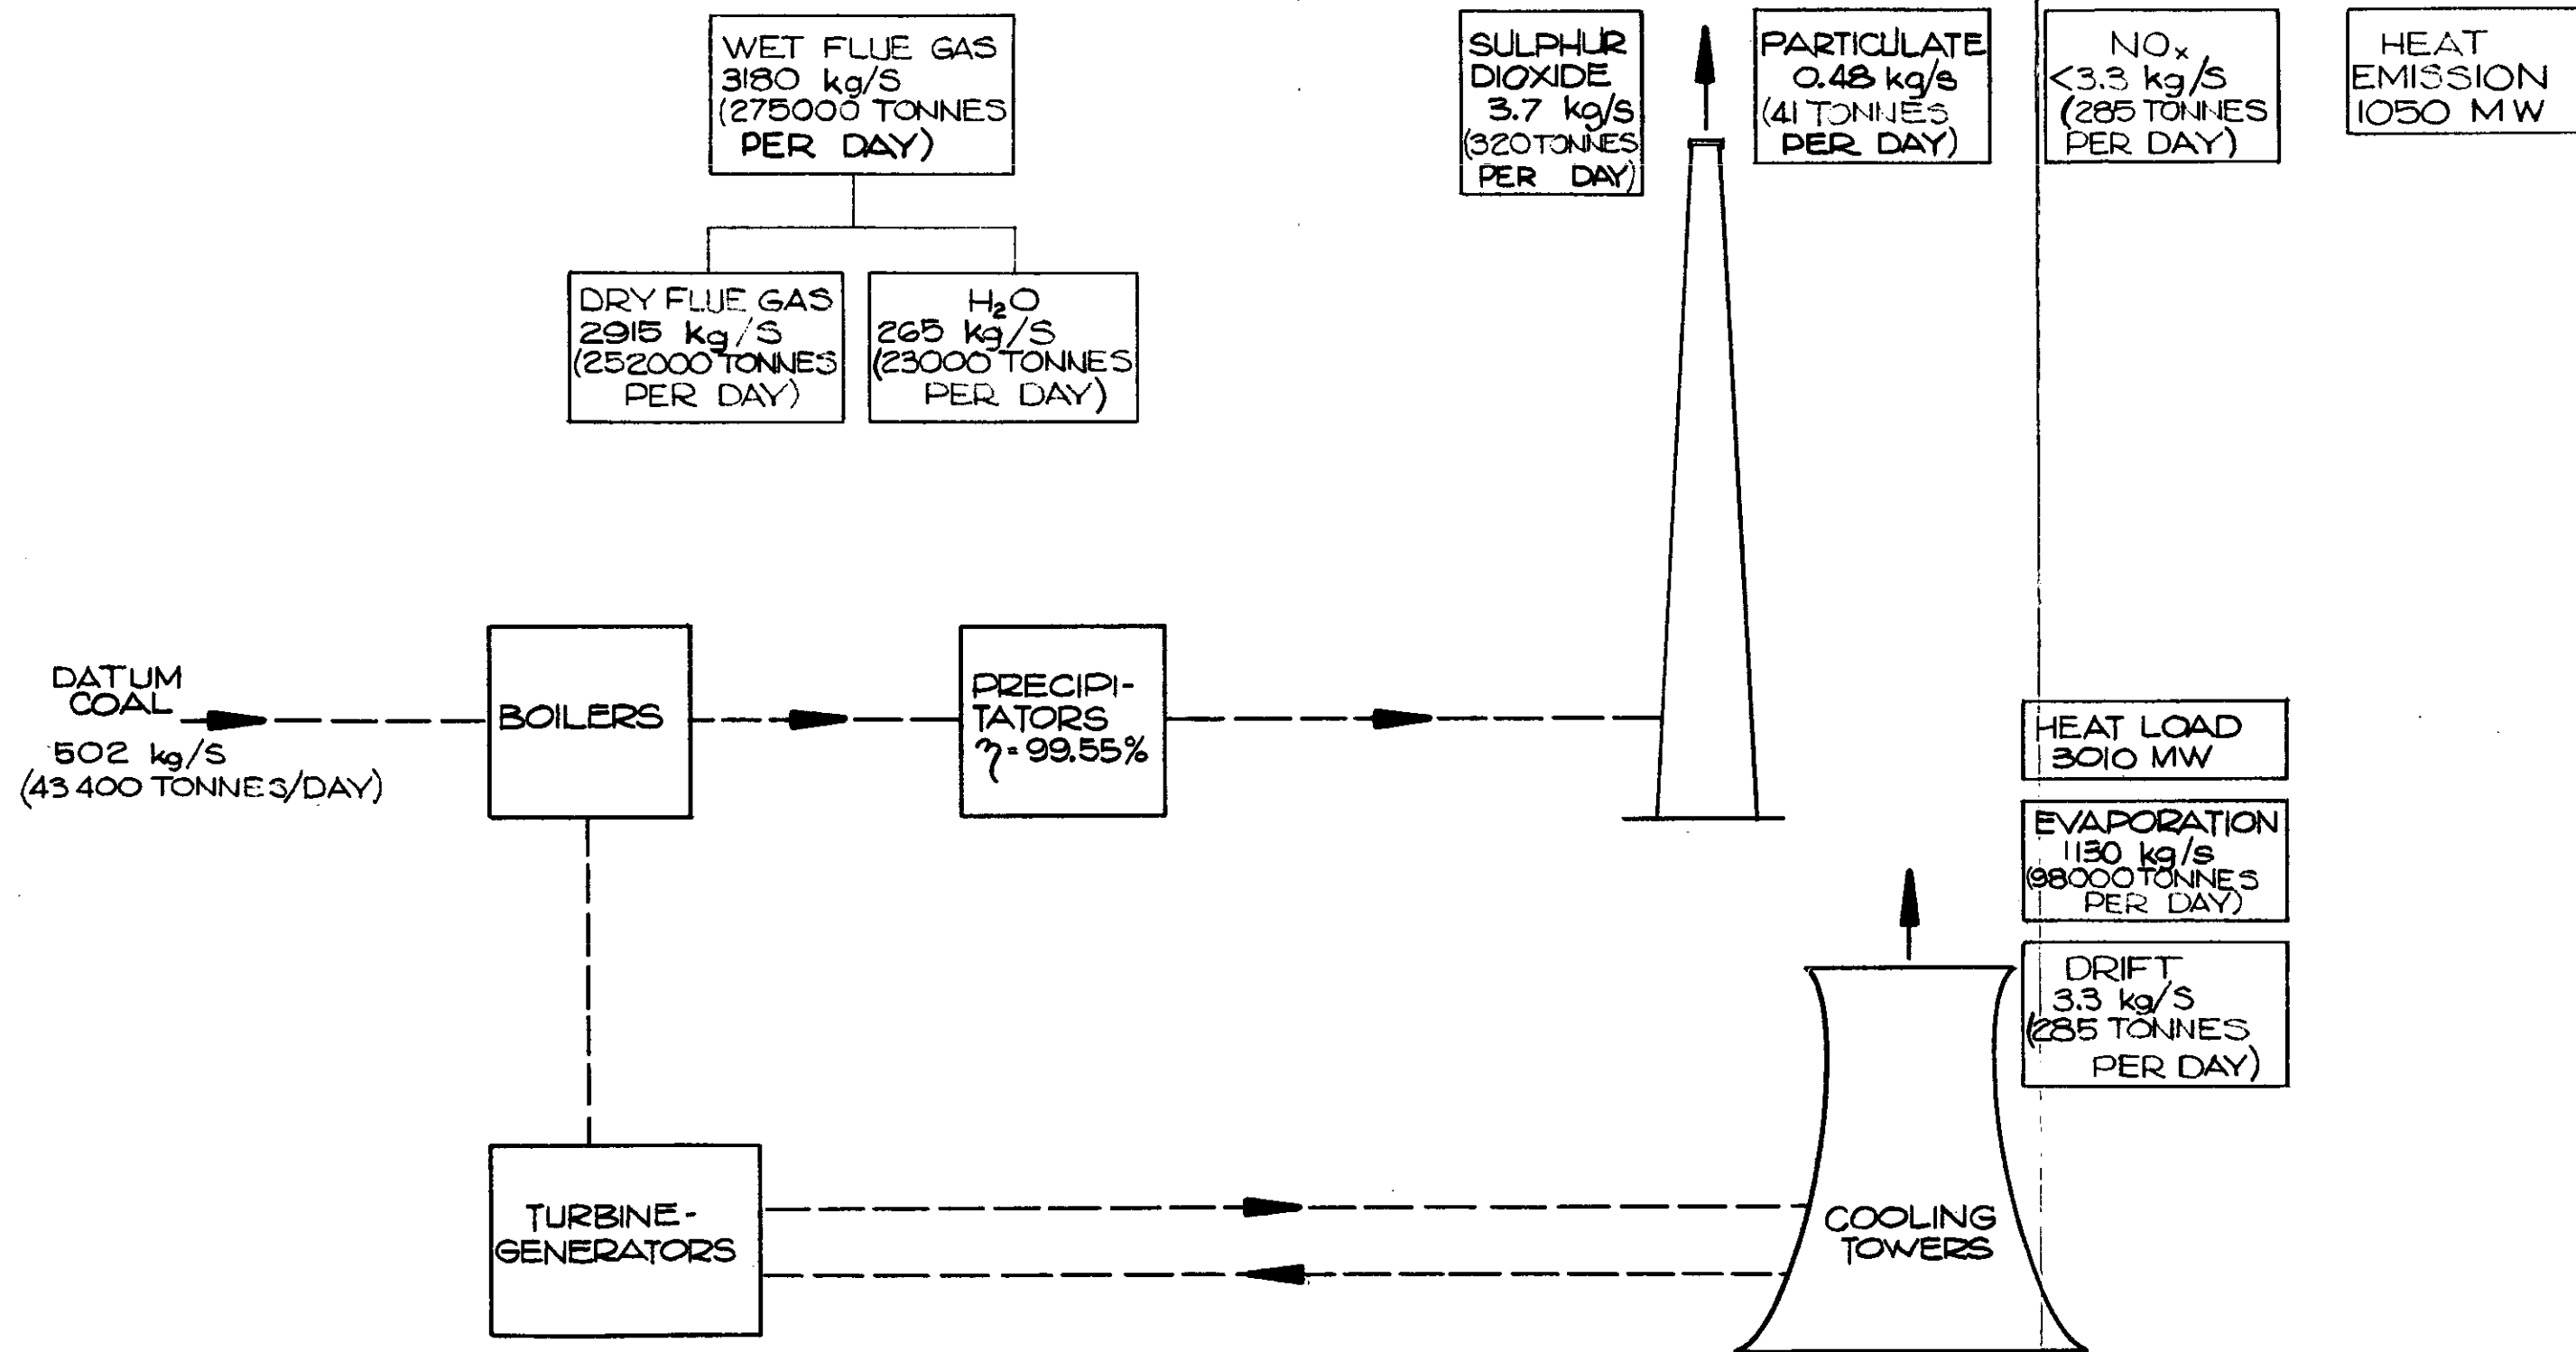 WET FLUE GAS
3180 kg/S
(275000 TONNES
PER DAY)
DRY FLUE GAS
2915 kg/S
(252000 TONNES
PER DAY)
H₂O
265 kg/S
(23000 TONNES
PER DAY)
SULPHUR
DIOXIDE
3.7 kg/s
(320 TONNES
PER DAY)
PARTICULATE
0.48 kg/s
(41 TONNES
PER DAY)
NOₓ
<3.3 kg/S
(285 TONNES
PER DAY)
HEAT
EMISSION
1050 MW
DATUM
COAL
502 kg/S
(43400 TONNES/DAY)
BOILERS
PRECIPI-
TATORS
η=99.55%
HEAT LOAD
3010 MW
EVAPORATION
1130 kg/s
(98000 TONNES
PER DAY)
DRIFT
3.3 kg/S
(285 TONNES
PER DAY)
TURBINE-
GENERATORS
COOLING
TOWERS